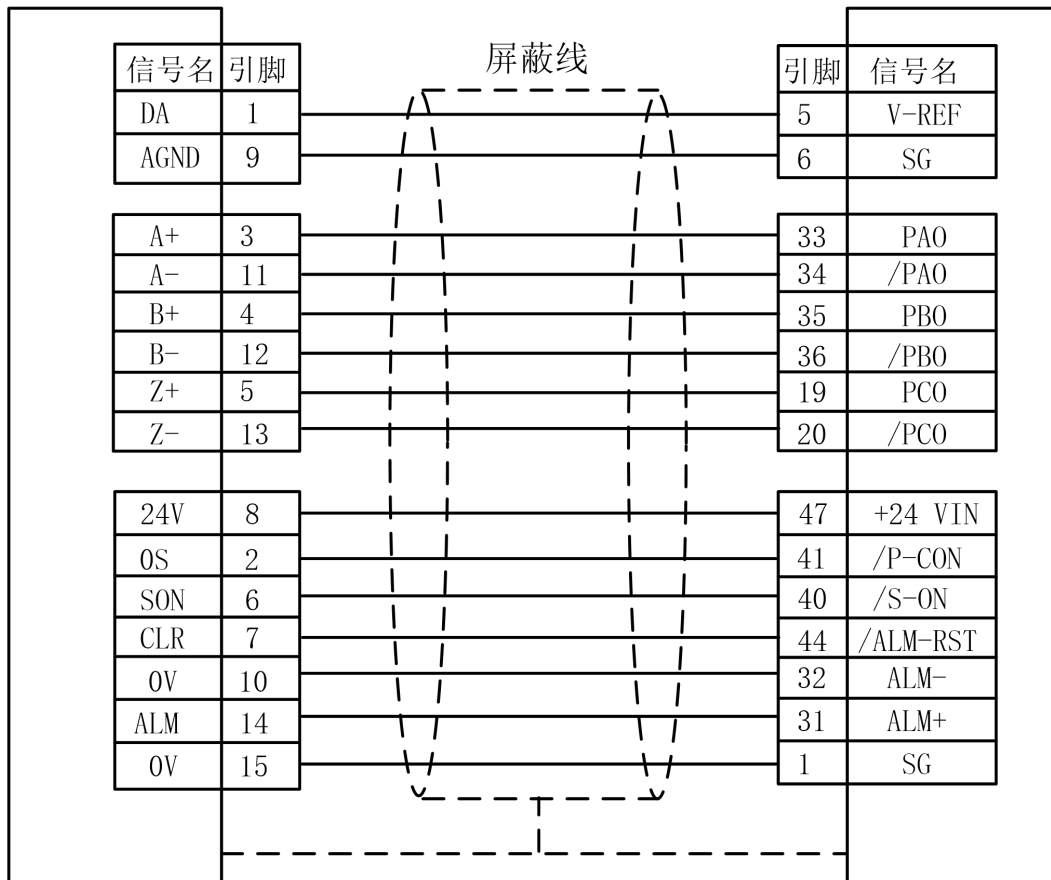 屏蔽线
信号名 引脚 引脚 信号名
DA 1 5 V-REF
AGND 9 6 SG
A+ 3 33 PAO
A- 11 34 /PAO
B+ 4 35 PBO
B- 12 36 /PBO
Z+ 5 19 PCO
Z- 13 20 /PCO
24V 8 47 +24 VIN
OS 2 41 /P-CON
SON 6 40 /S-ON
CLR 7 44 /ALM-RST
0V 10 32 ALM-
ALM 14 31 ALM+
0V 15 1 SG